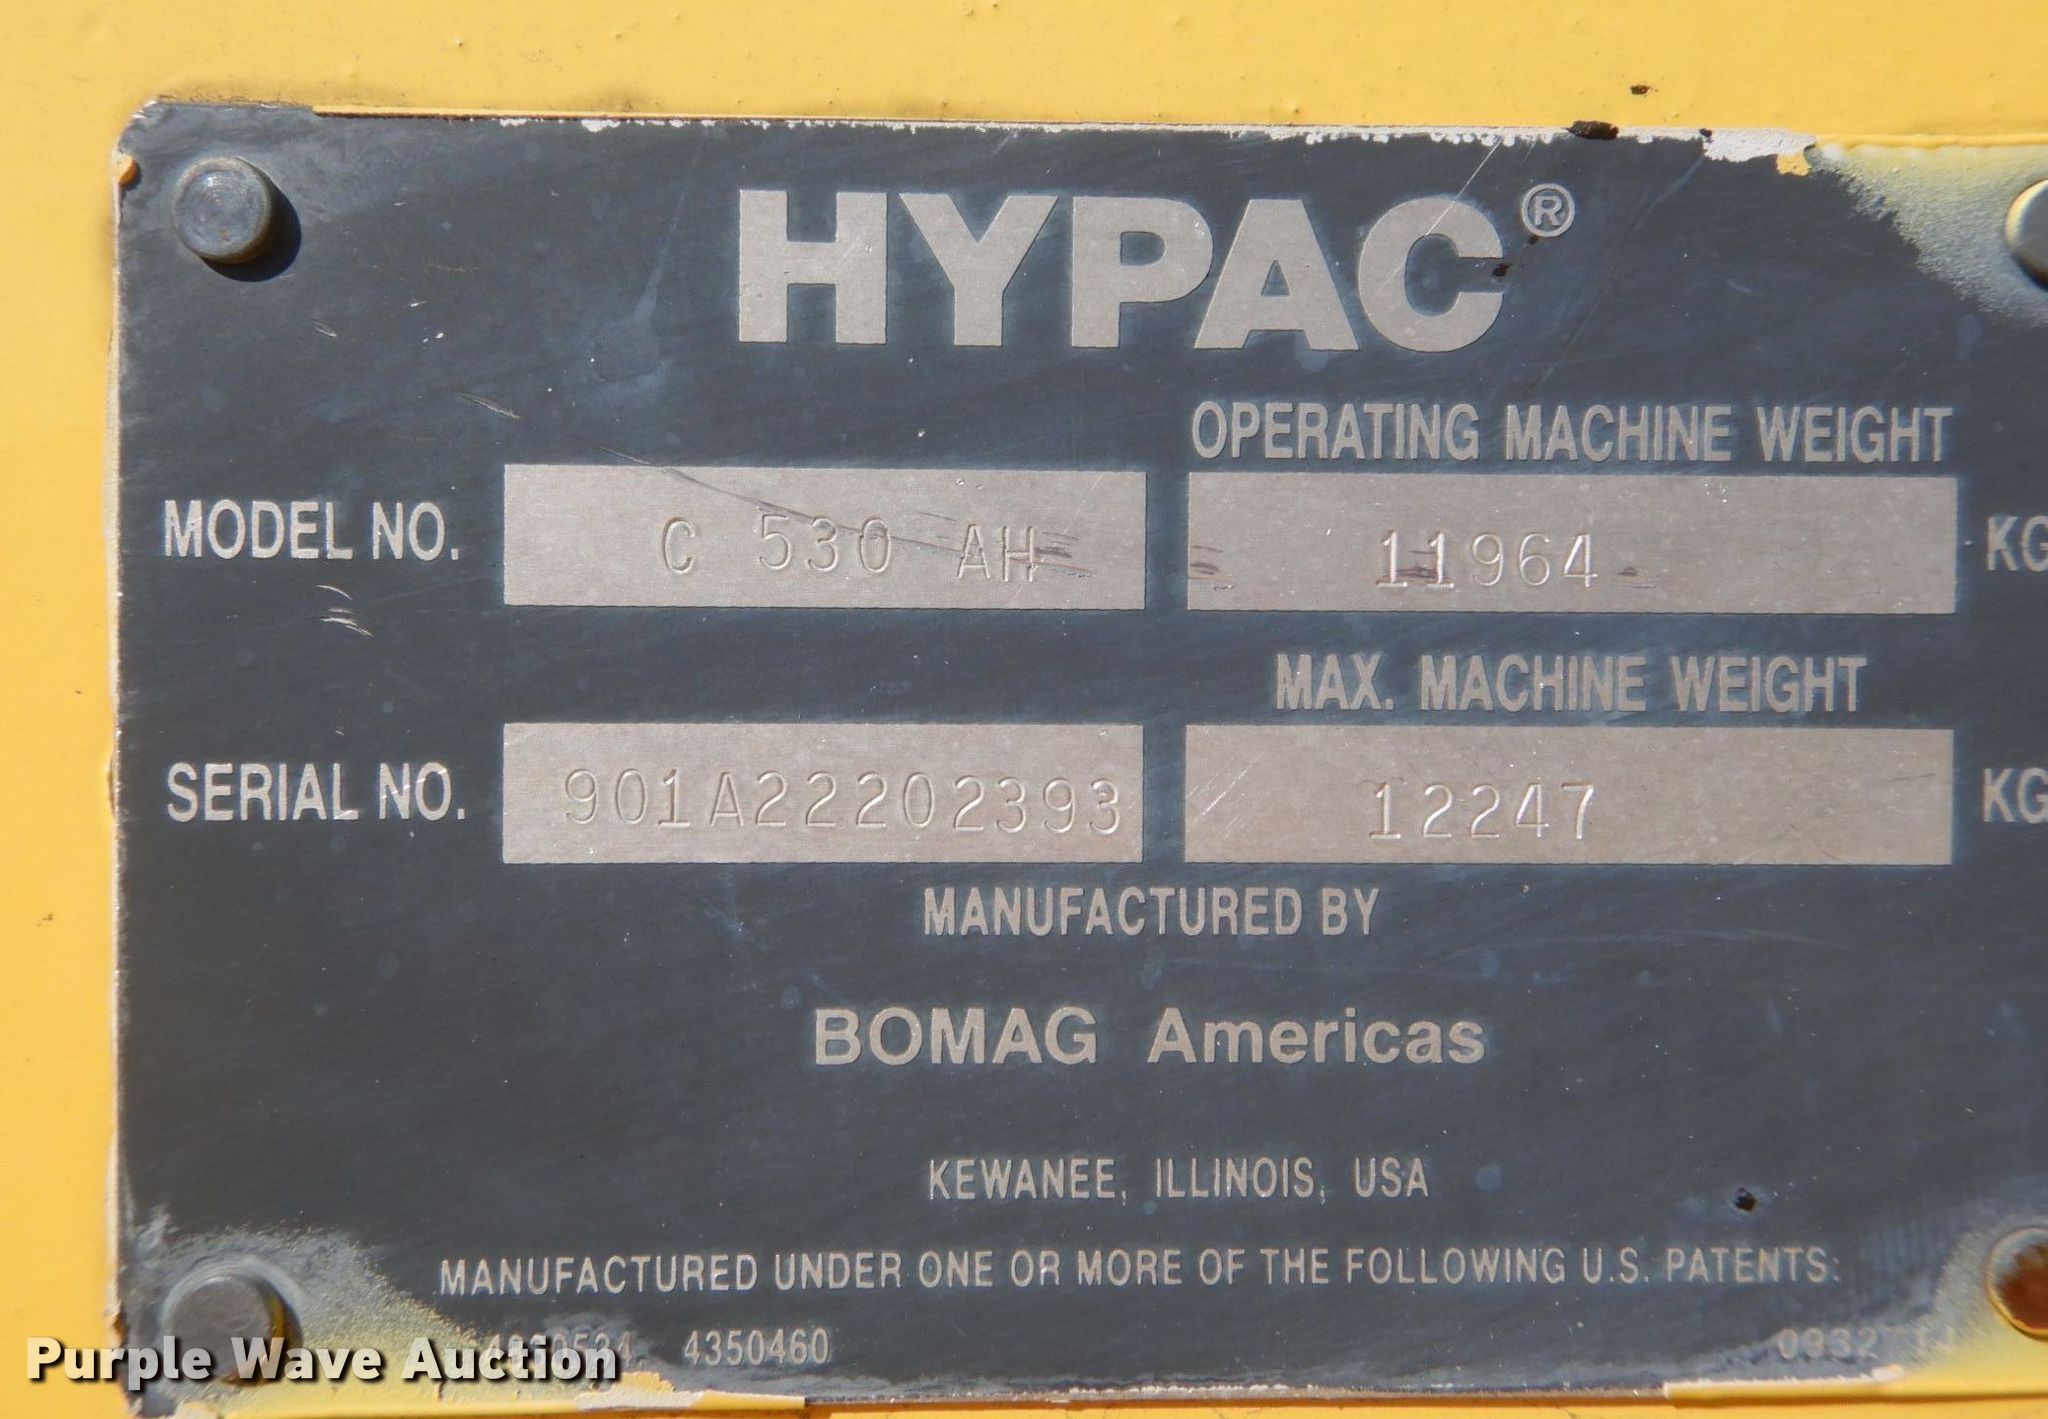 HYPAC®
OPERATING MACHINE WEIGHT
MODEL NO. C 530 AH 11964 KG
MAX. MACHINE WEIGHT
SERIAL NO. 901A22202393 12247 KG
MANUFACTURED BY
BOMAG Americas
KEWANEE, ILLINOIS, USA
MANUFACTURED UNDER ONE OR MORE OF THE FOLLOWING U.S. PATENTS:
4350460
Purple Wave Auction